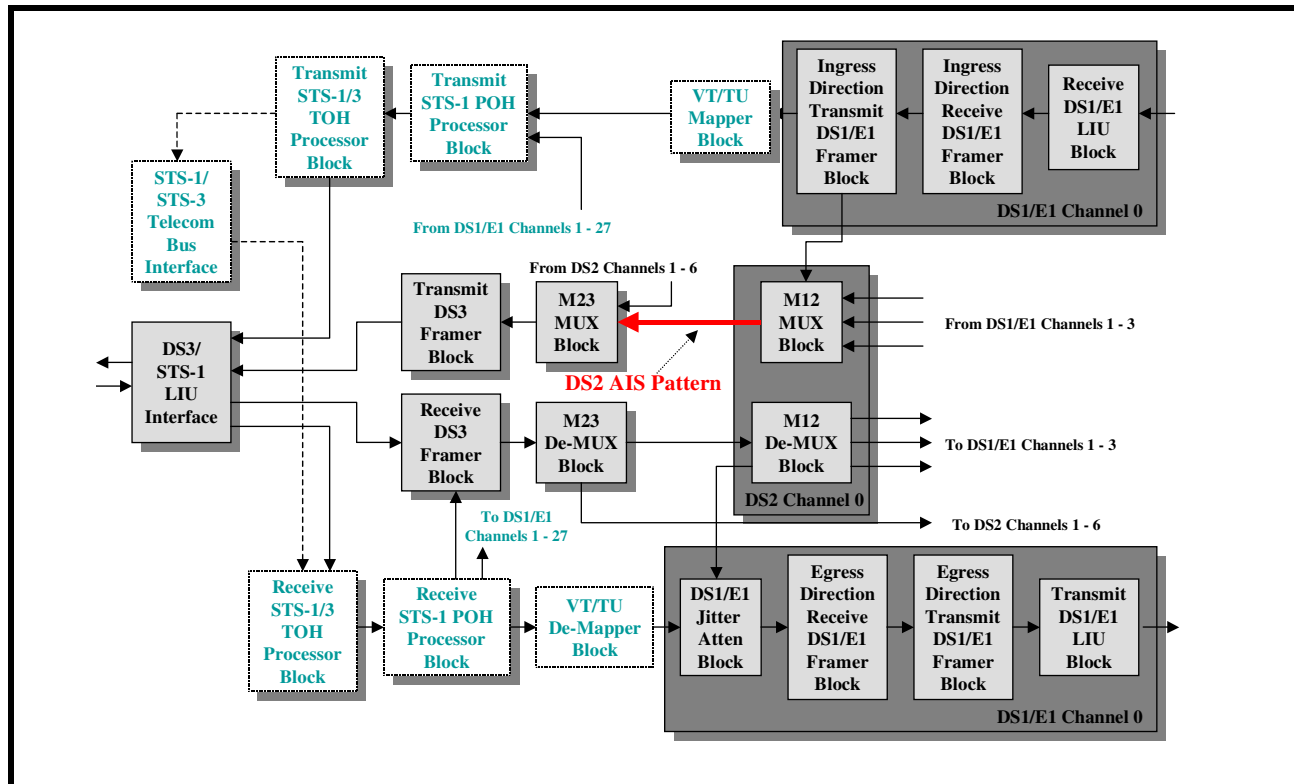 Transmit
STS-1/3
TOH
Processor
Block
Transmit
STS-1 POH
Processor
Block
VT/TU
Mapper
Block
Ingress
Direction
Transmit
DS1/E1
Framer
Block
Ingress
Direction
Receive
DS1/E1
Framer
Block
Receive
DS1/E1
LIU
Block
DS1/E1 Channel 0
STS-1/
STS-3
Telecom
Bus
Interface
From DS1/E1 Channels 1 - 27
From DS2 Channels 1 - 6
Transmit
DS3
Framer
Block
M23
MUX
Block
M12
MUX
Block
From DS1/E1 Channels 1 - 3
DS2 AIS Pattern
DS3/
STS-1
LIU
Interface
Receive
DS3
Framer
Block
M23
De-MUX
Block
M12
De-MUX
Block
To DS1/E1 Channels 1 - 3
DS2 Channel 0
To DS1/E1
Channels 1 - 27
To DS2 Channels 1 - 6
Receive
STS-1/3
TOH
Processor
Block
Receive
STS-1 POH
Processor
Block
VT/TU
De-Mapper
Block
DS1/E1
Jitter
Atten
Block
Egress
Direction
Receive
DS1/E1
Framer
Block
Egress
Direction
Transmit
DS1/E1
Framer
Block
Transmit
DS1/E1
LIU
Block
DS1/E1 Channel 0